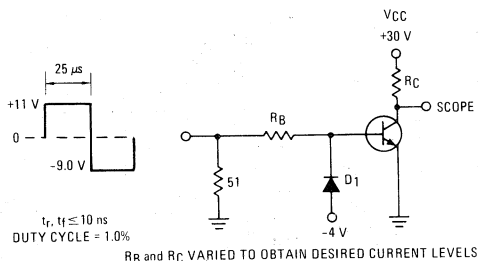 VCC
+30 V
25 μs
RC
+11 V
SCOPE
RB
0
-9.0 V
51
D1
-4 V
tr, tf ≤ 10 ns
DUTY CYCLE = 1.0%
RB and RC VARIED TO OBTAIN DESIRED CURRENT LEVELS